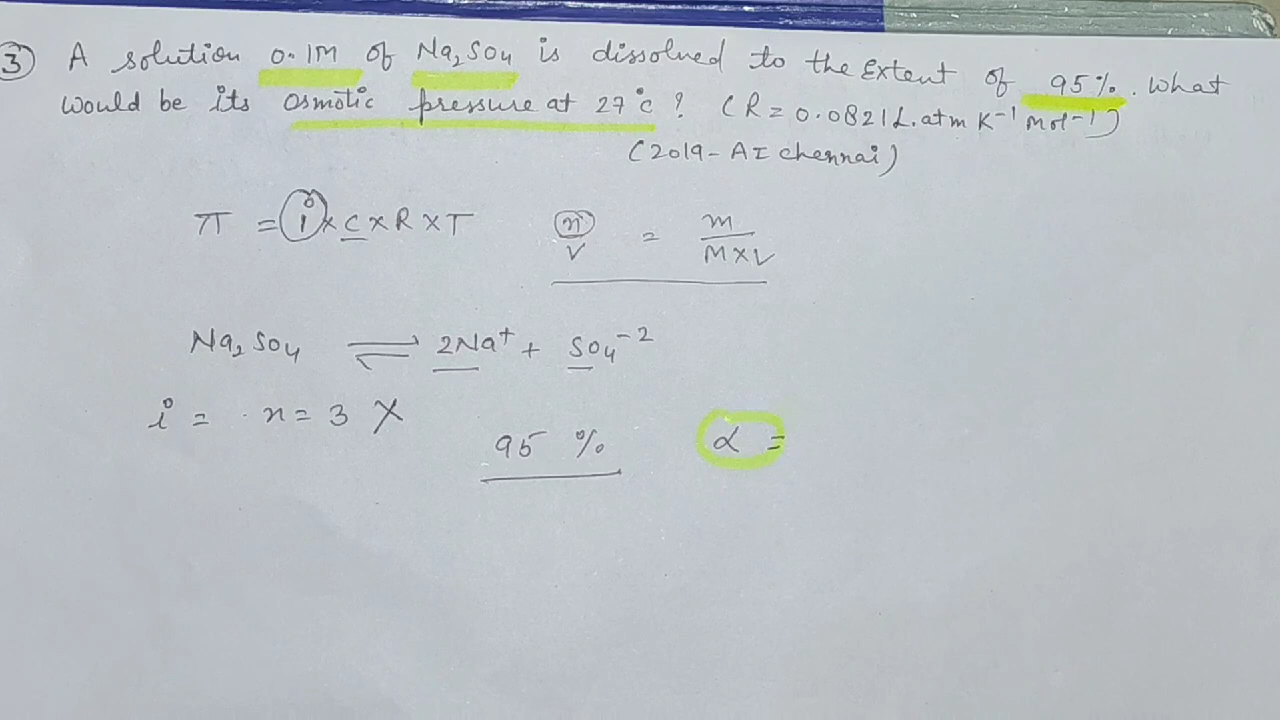 ③ A solution 0.1M of Na₂SO₄ is dissolved to the Extent of 95%. What
would be its Osmotic pressure at 27°C ? (R = 0.0821 L.atm K⁻¹ mol⁻¹)
(2019 - AI Chennai)
π = i × C × R × T n/V = m/M×V
Na₂SO₄ ⇌ 2Na⁺ + SO₄⁻²
i = . n = 3 X
95 % α =